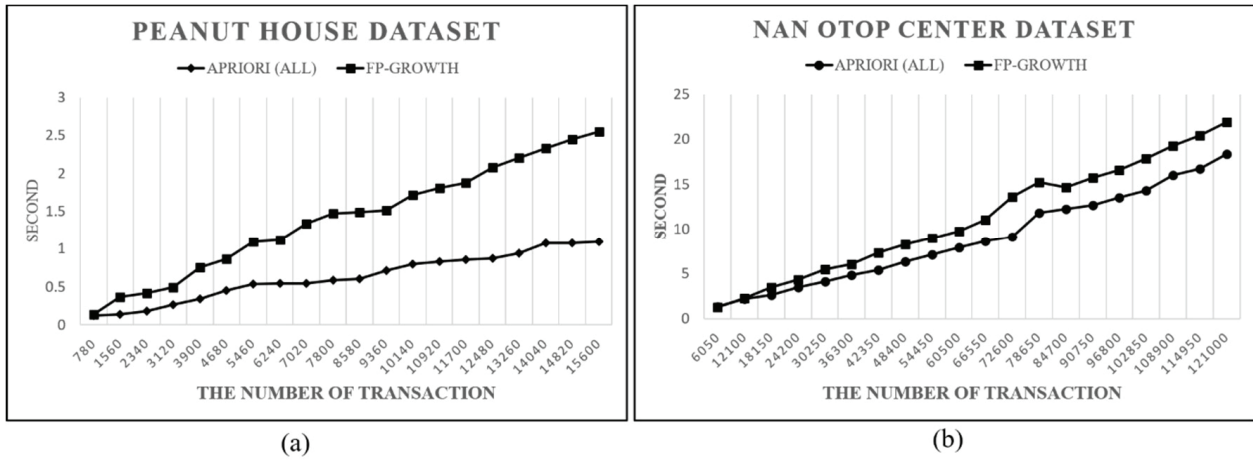 PEANUT HOUSE DATASET
APRIORI (ALL) FP-GROWTH
3
2.5
2
1.5
1
0.5
0
SECOND
780 1560 2340 3120 3900 4680 5460 6240 7020 7800 8580 9360 10140 10920 11700 12480 13260 14040 14820 15600
THE NUMBER OF TRANSACTION
(a)
NAN OTOP CENTER DATASET
APRIORI (ALL) FP-GROWTH
25
20
15
10
5
0
SECOND
6050 12100 18150 24200 30250 36300 42350 48400 54450 60500 66550 72600 78650 84700 90750 96800 102850 108900 114950 121000
THE NUMBER OF TRANSACTION
(b)